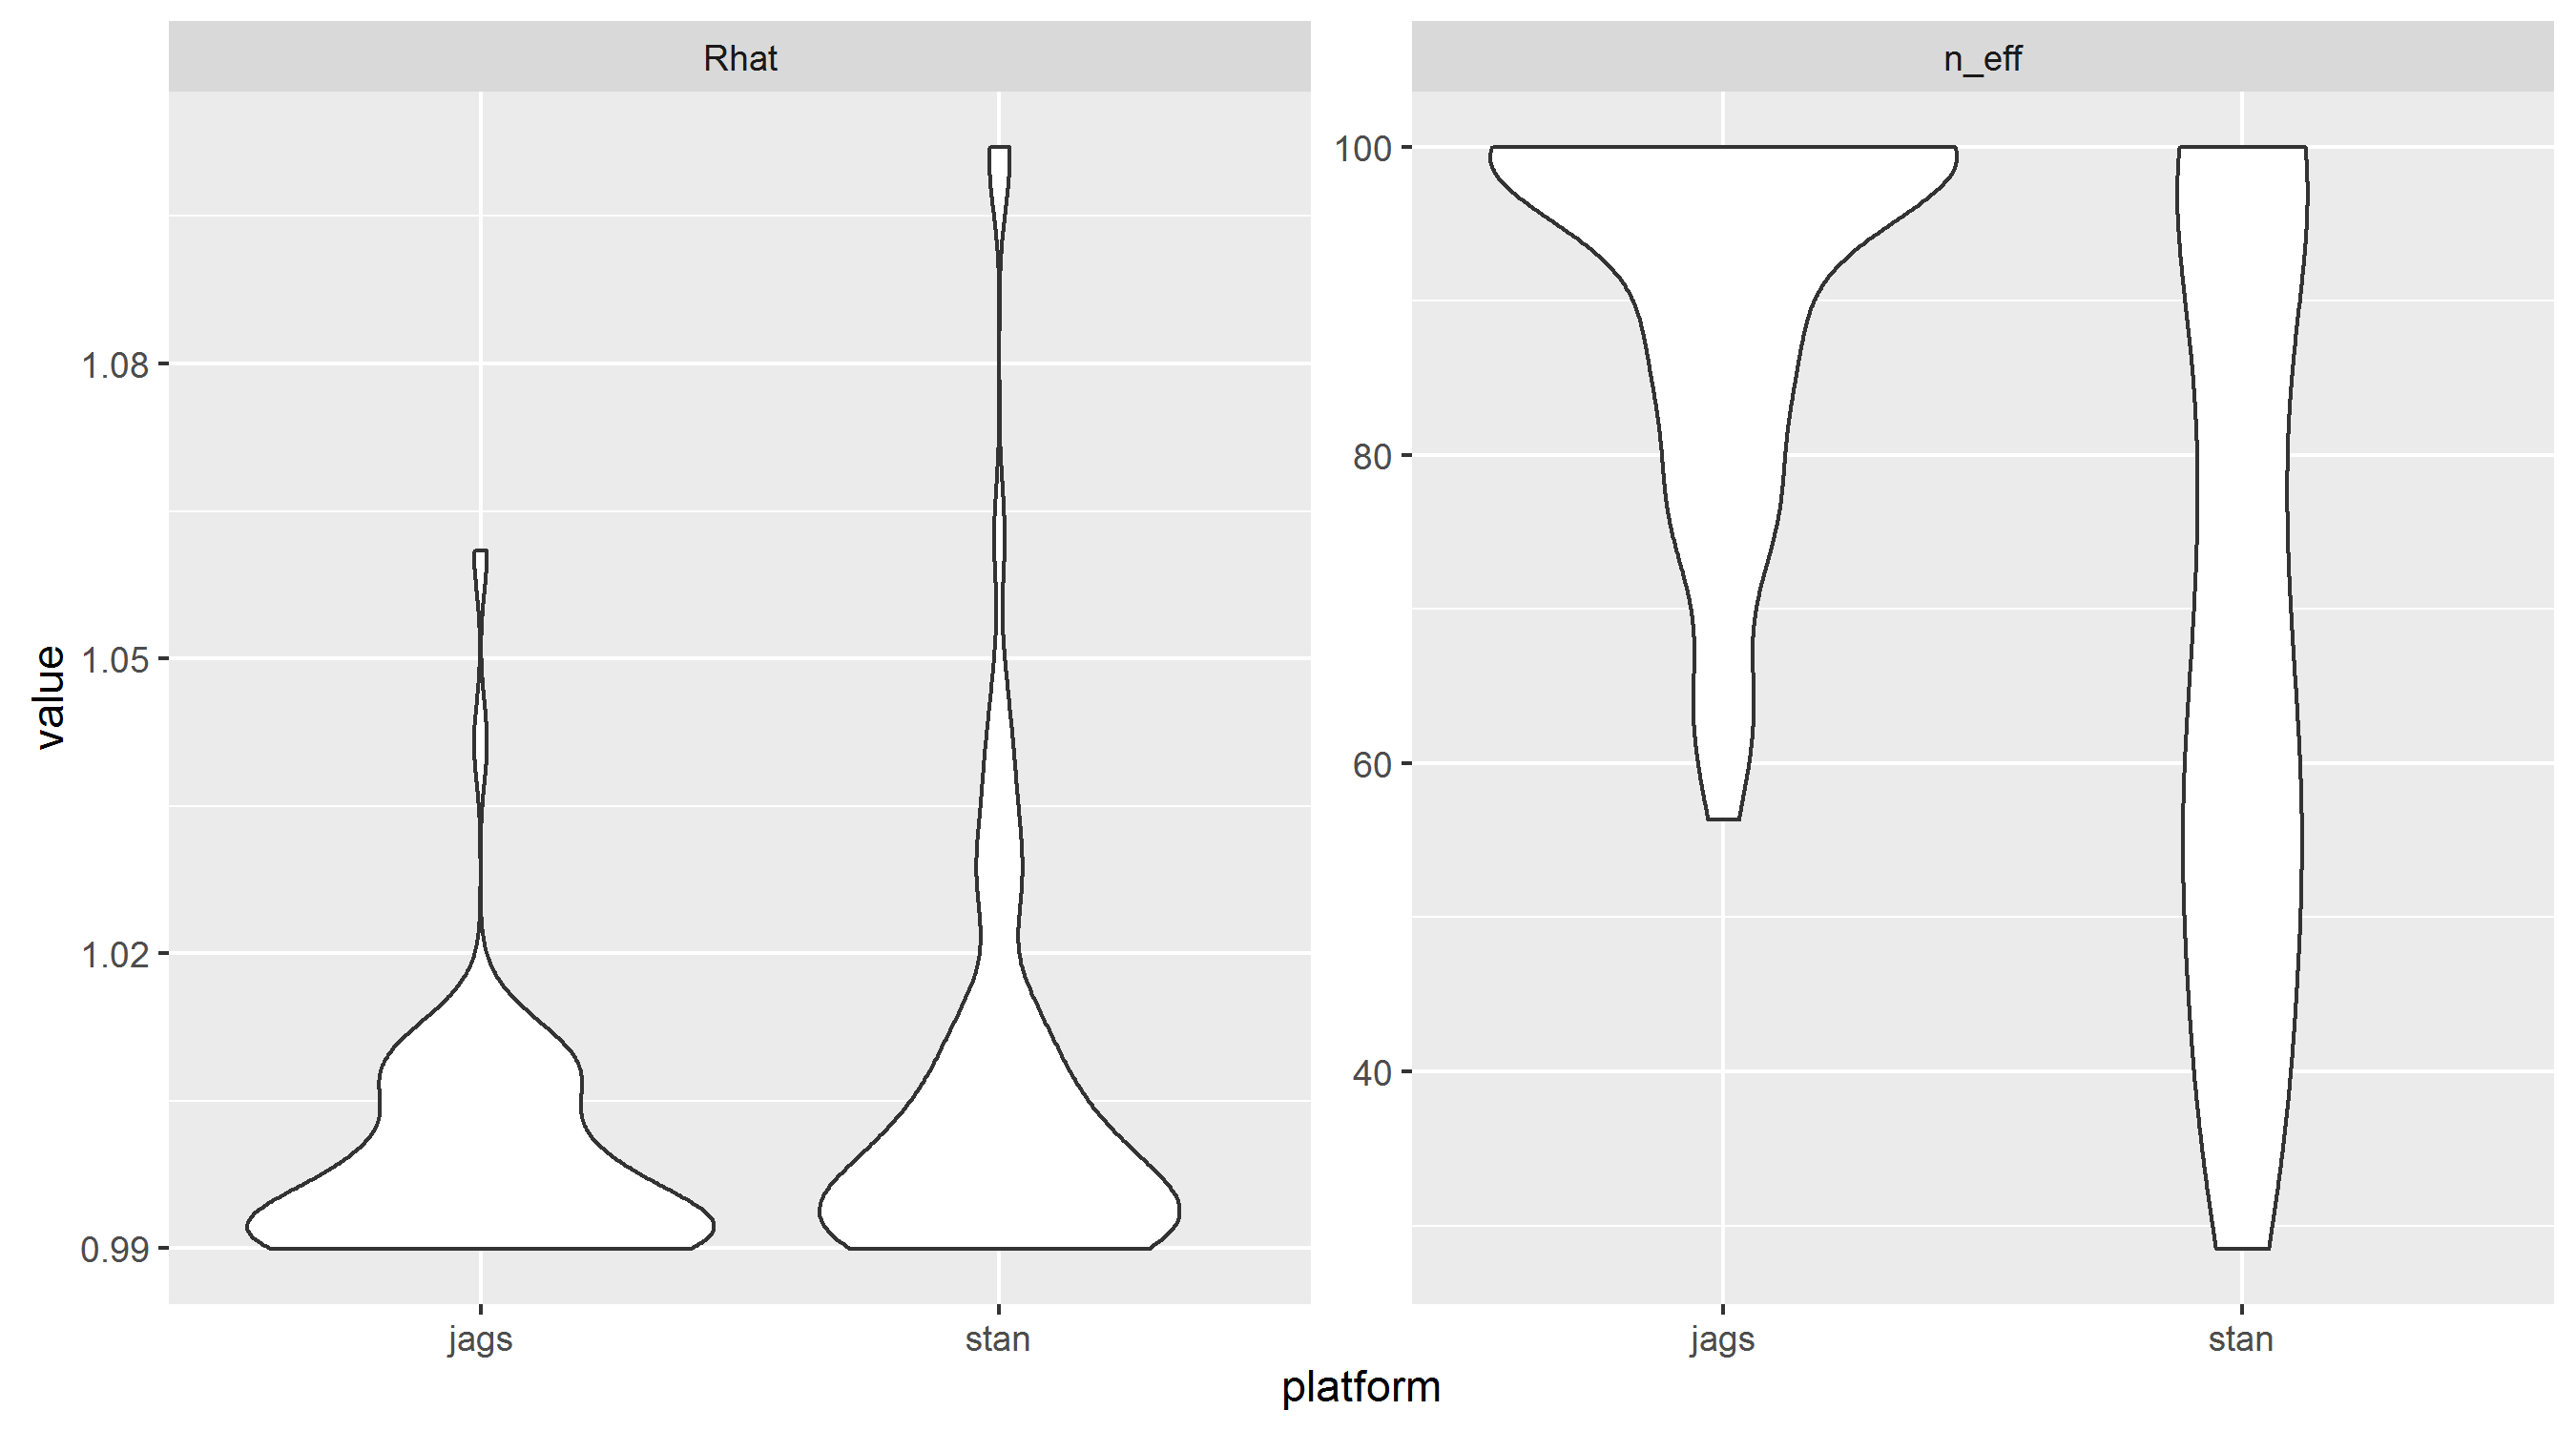 Rhat
n_eff
value
1.08
1.05
1.02
0.99
100
80
60
40
jags
stan
jags
stan
platform